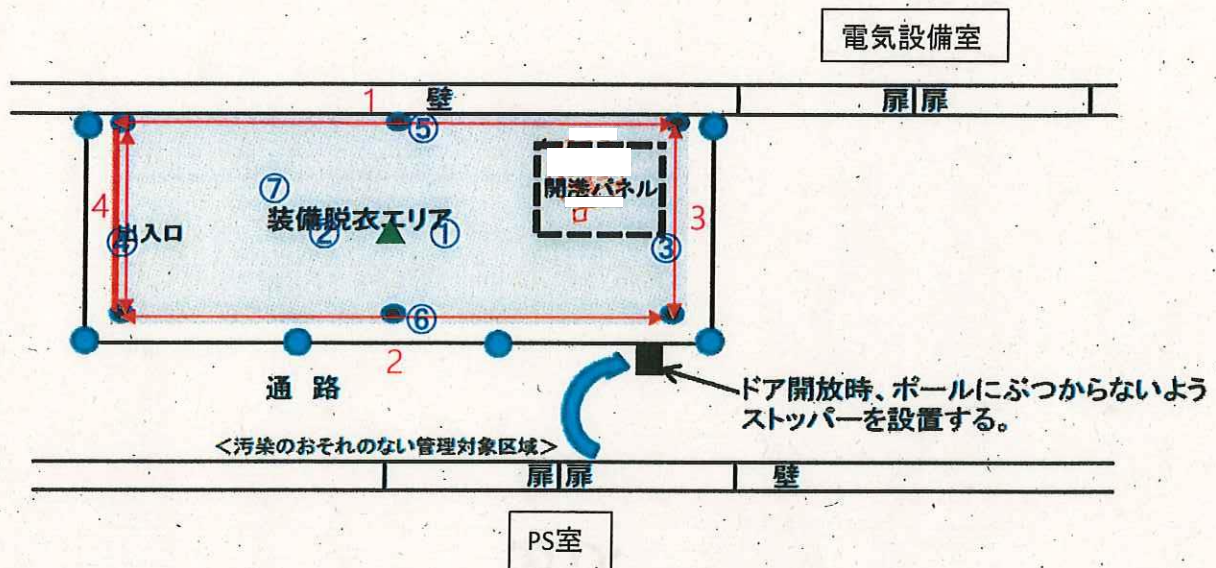 電気設備室
1
壁
扉
扉
⑤
⑦
開港パネル
ロ
4
出入口
④
装備脱衣エリア
②
①
③
3
⑥
2
通路
ドア開放時、ポールにぶつからないよう
ストッパーを設置する。
<汚染のおそれのない管理対象区域>
扉
扉
壁
PS室